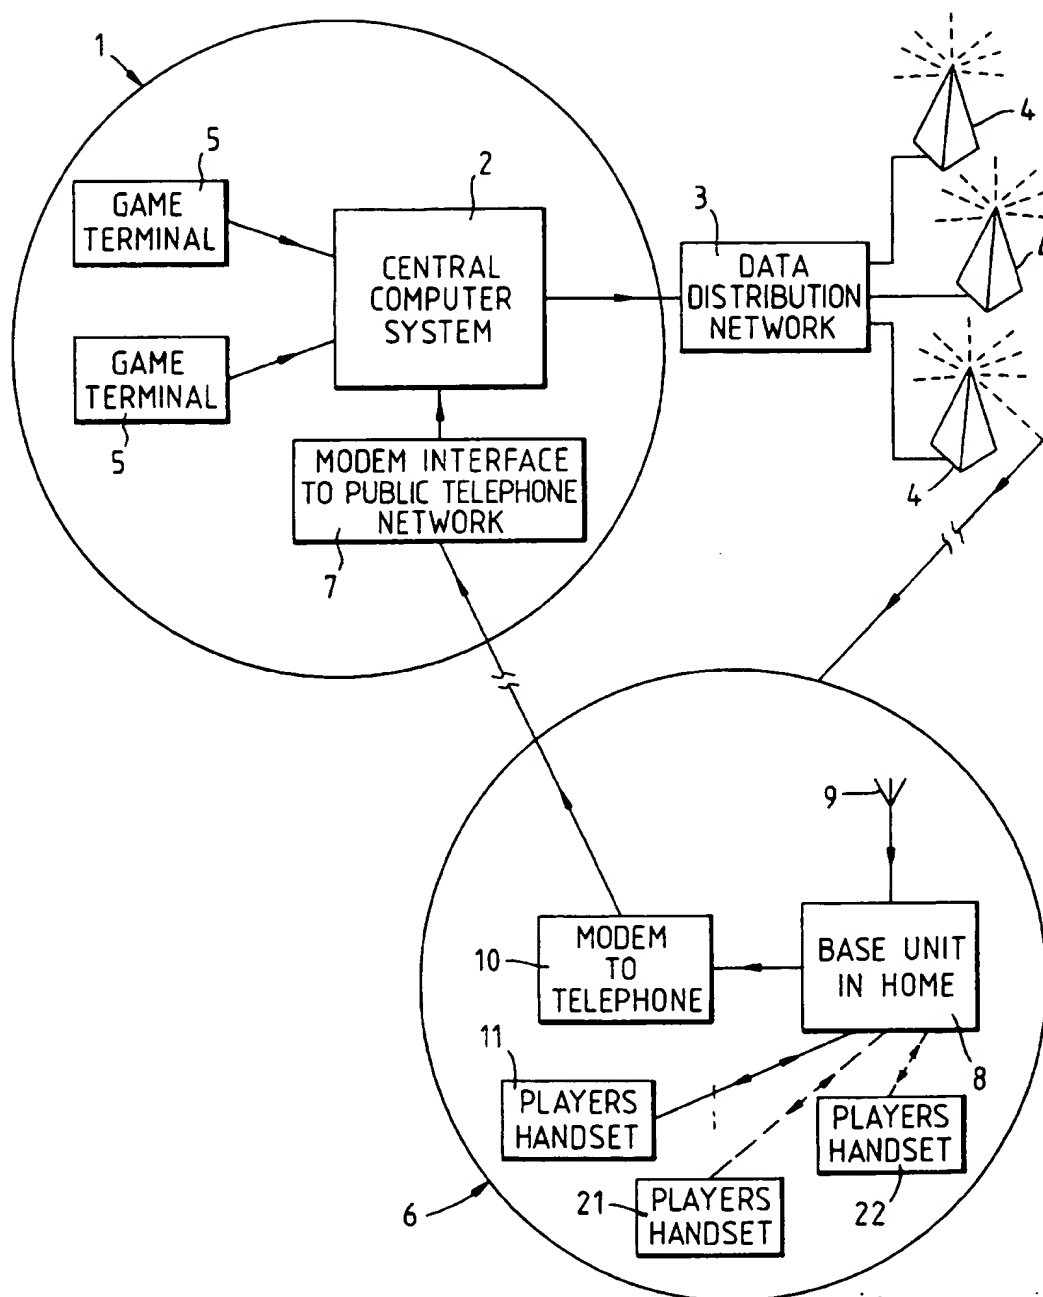 1
5
GAME
TERMINAL
2
CENTRAL
COMPUTER
SYSTEM
GAME
TERMINAL
5
MODEM INTERFACE
TO PUBLIC TELEPHONE
NETWORK
7
3
DATA
DISTRIBUTION
NETWORK
4
4
4
9
MODEM
TO
TELEPHONE
10
BASE UNIT
IN HOME
8
11
PLAYERS
HANDSET
PLAYERS
HANDSET
22
21
PLAYERS
HANDSET
6